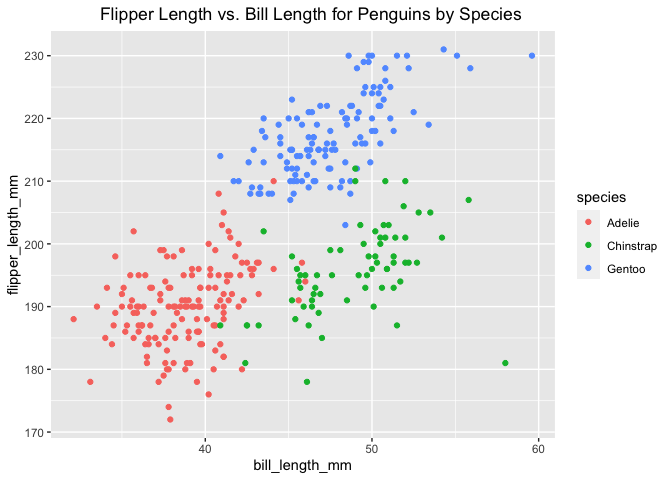 Flipper Length vs. Bill Length for Penguins by Species
flipper_length_mm
230
220
210
200
190
180
170
40
50
60
bill_length_mm
species
Adelie
Chinstrap
Gentoo